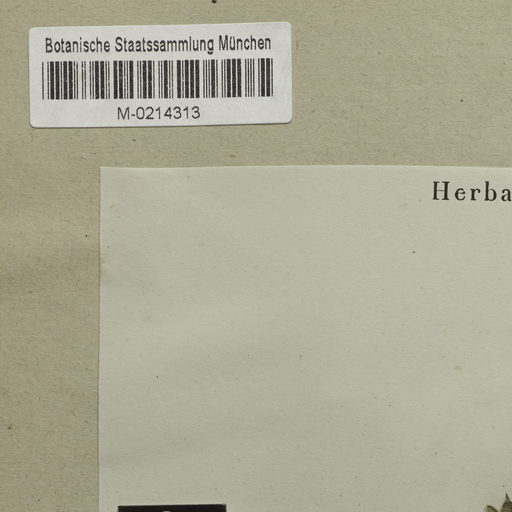 Botanische Staatssammlung München
M-0214313
Herba